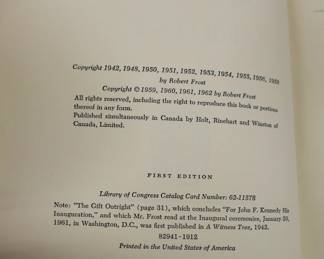 Copyright 1942, 1948, 1950, 1951, 1952, 1953, 1954, 1955, 1956, 1958
by Robert Frost
Copyright © 1959, 1960, 1961, 1962 by Robert Frost
All rights reserved, including the right to reproduce this book or portions
thereof in any form.
Published simultaneously in Canada by Holt, Rinehart and Winston of
Canada, Limited.
FIRST EDITION
Library of Congress Catalog Card Number: 62-11578
Note: "The Gift Outright" (page 31), which concludes "For John F. Kennedy His
Inauguration," and which Mr. Frost read at the Inaugural ceremonies, January 20,
1961, in Washington, D.C., was first published in A Witness Tree, 1942.
82941-1912
Printed in the United States of America